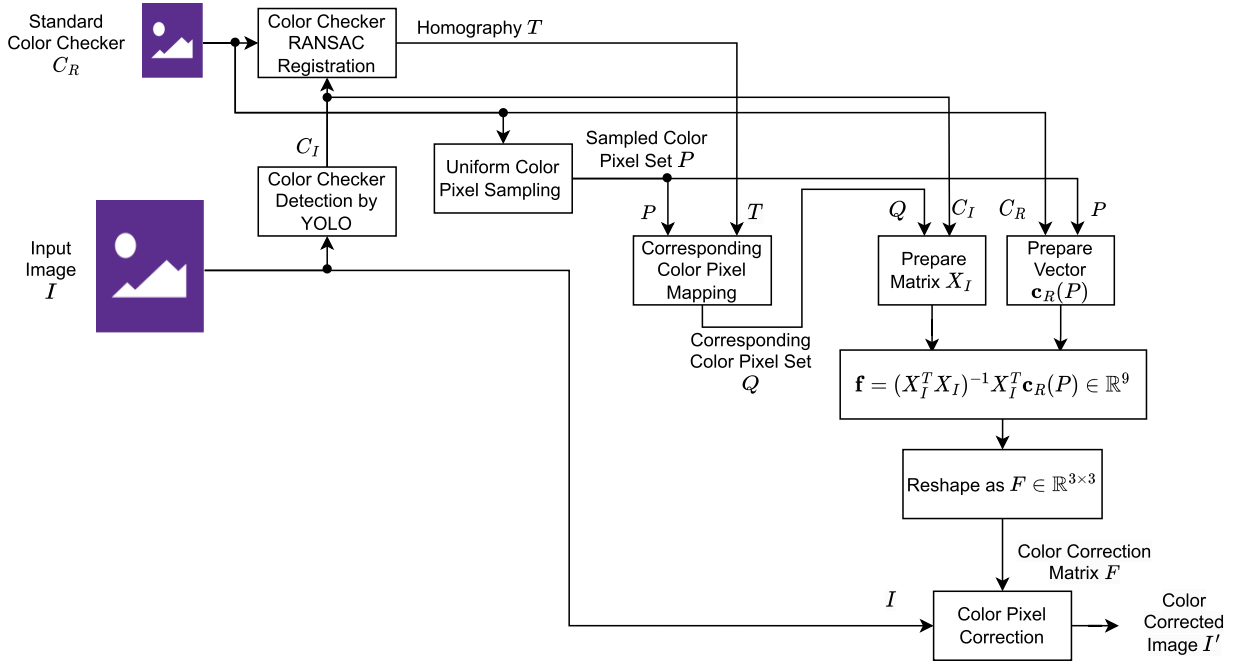 Standard
Color Checker
C_R
Color Checker
RANSAC
Registration
Homography T
C_I
Color Checker
Detection by
YOLO
Uniform Color
Pixel Sampling
Sampled Color
Pixel Set P
Input
Image
I
P
T
Q
C_I
C_R
P
Corresponding
Color Pixel
Mapping
Prepare
Matrix X_I
Prepare
Vector
𝐜_R(P)
Corresponding
Color Pixel Set
Q
𝐟 = (X_I^T X_I)^{-1} X_I^T 𝐜_R(P) ∈ ℝ^9
Reshape as F ∈ ℝ^{3×3}
Color Correction
Matrix F
I
Color Pixel
Correction
Color
Corrected
Image I′